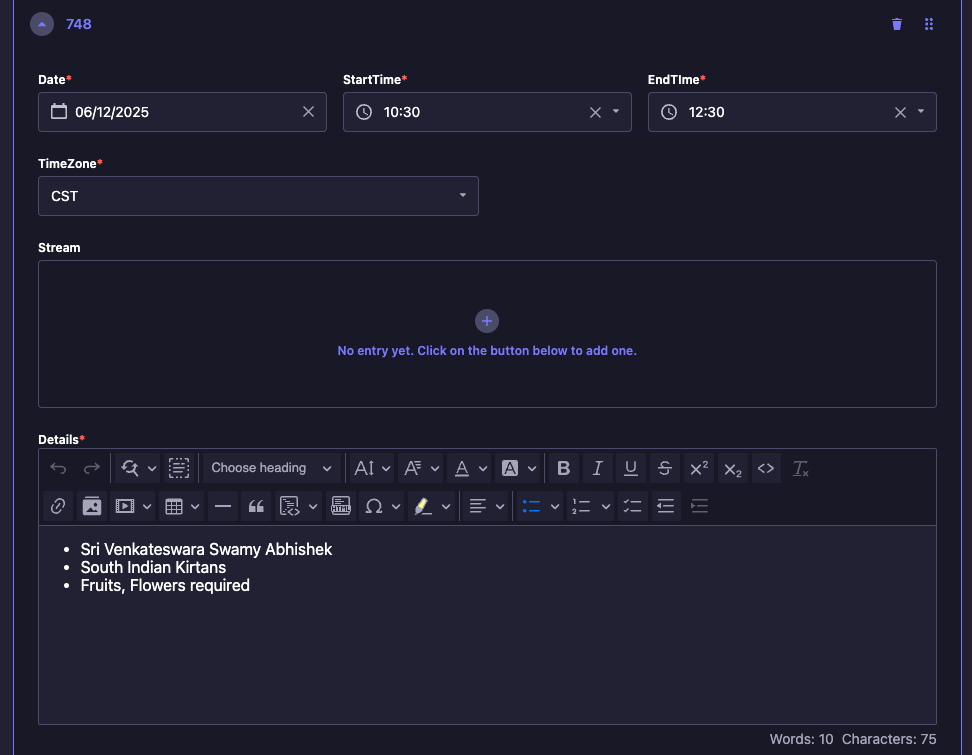 748
Date*
StartTime*
EndTIme*
06/12/2025
10:30
12:30
TimeZone*
CST
Stream
No entry yet. Click on the button below to add one.
Details*
Choose heading
Sri Venkateswara Swamy Abhishek
South Indian Kirtans
Fruits, Flowers required
Words: 10 Characters: 75